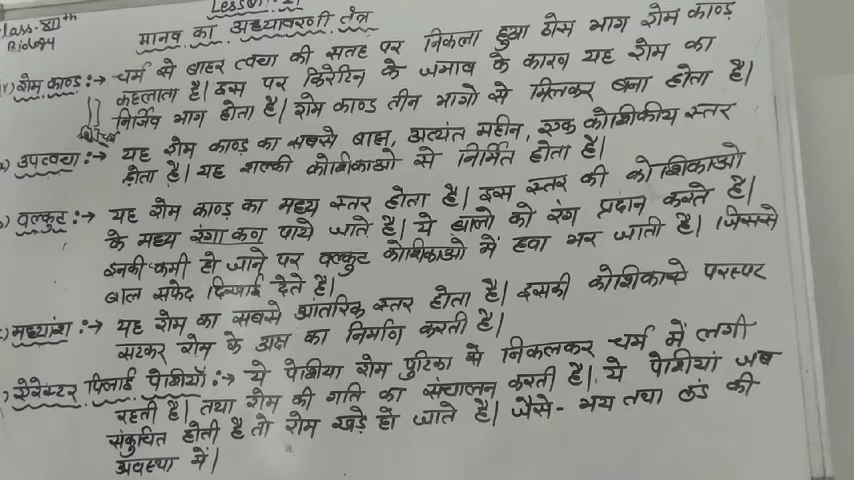 Lesson: 21
Class-XIIth
Biology
मानव का अध्यावरणी तंत्र
रोम काण्ड :→ चर्म से बाहर त्वचा की सतह पर निकला हुआ ठोस भाग रोम काण्ड
कहलाता है। इस पर किरेटिन के जमाव के कारण यह रोम का
निर्जिव भाग होता है। रोम काण्ड तीन भागो से मिलकर बना होता है।
उपत्वचा :→ यह रोम काण्ड का सबसे बाह्य, अत्यंत महीन, एक कोशिकीय स्तर
होता है। यह शल्की कोशिकाओ से निर्मित होता है।
वल्कुट :→ यह रोम काण्ड का मध्य स्तर होता है। इस स्तर की कोशिकाओ
के मध्य रंगा कण पाये जाते है। ये बालो को रंग प्रदान करते है।
इनकी कमी हो जाने पर वल्कुट कोशिकाओ में हवा भर जाती है। जिससे
बाल सफेद दिखाई देते है।
मध्यांश :→ यह रोम का सबसे आंतरिक स्तर होता है। इसकी कोशिकासे परस्पर
सटकर रोम के अक्ष का निर्माण करती है।
ऐरेक्टर पिलाई पेशियाँ :→ ये पेशिया रोम पुटिका से निकलकर चर्म में लगी
रहती है। तथा रोम की गति का संचालन करती है। ये पेशियां जब
संकुचित होती है तो रोम खड़े हो जाते है। जैसे - भय तथा ठंड की
अवस्था में।